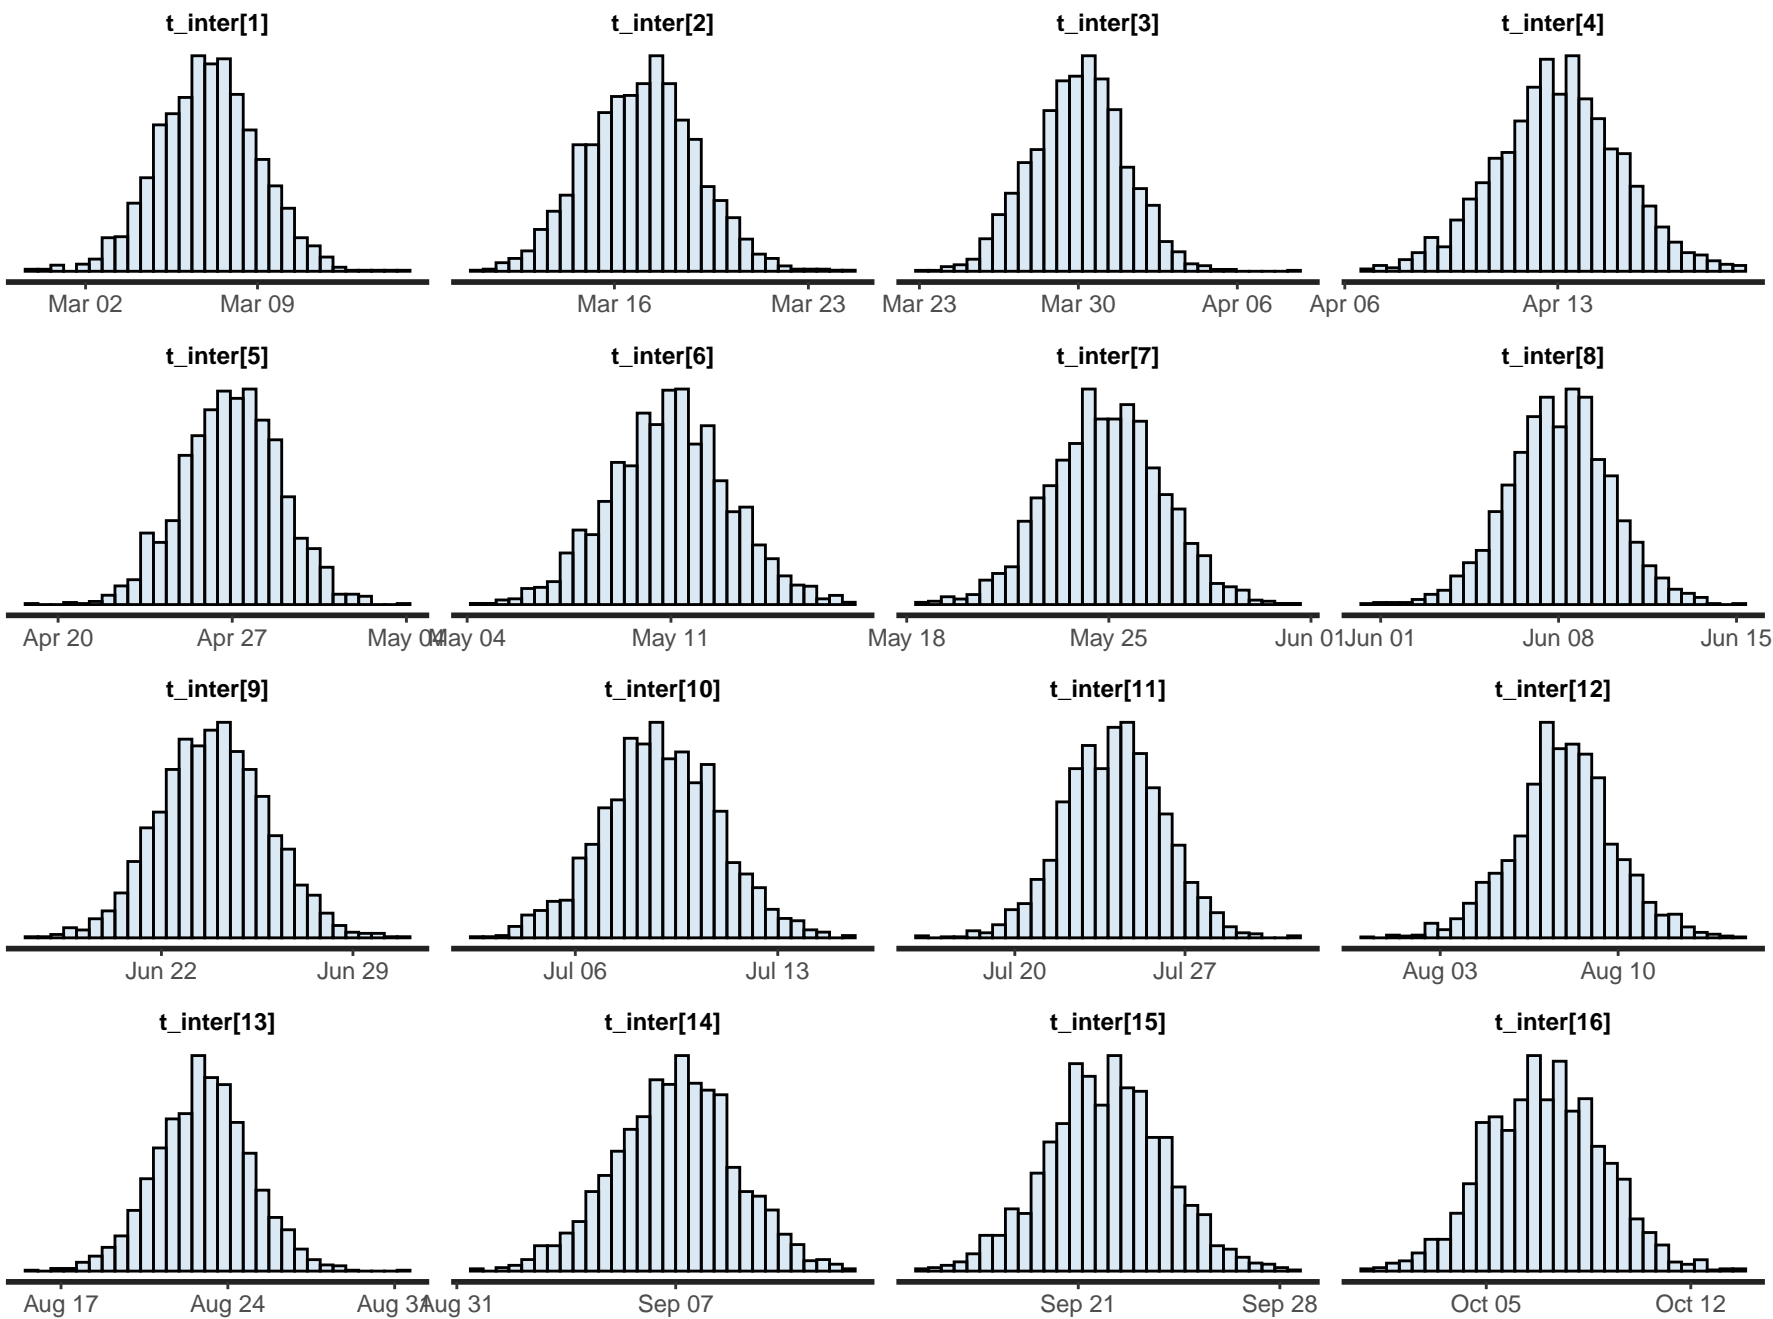 t_inter[1] t_inter[2] t_inter[3] t_inter[4]
Mar 02 Mar 09 Mar 16 Mar 23 Mar 23 Mar 30 Apr 06 Apr 06 Apr 13
t_inter[5] t_inter[6] t_inter[7] t_inter[8]
Apr 20 Apr 27 May 04 May 04 May 11 May 18 May 25 Jun 01 Jun 01 Jun 08 Jun 15
t_inter[9] t_inter[10] t_inter[11] t_inter[12]
Jun 22 Jun 29 Jul 06 Jul 13 Jul 20 Jul 27 Aug 03 Aug 10
t_inter[13] t_inter[14] t_inter[15] t_inter[16]
Aug 17 Aug 24 Aug 31 Aug 31 Sep 07 Sep 21 Sep 28 Oct 05 Oct 12